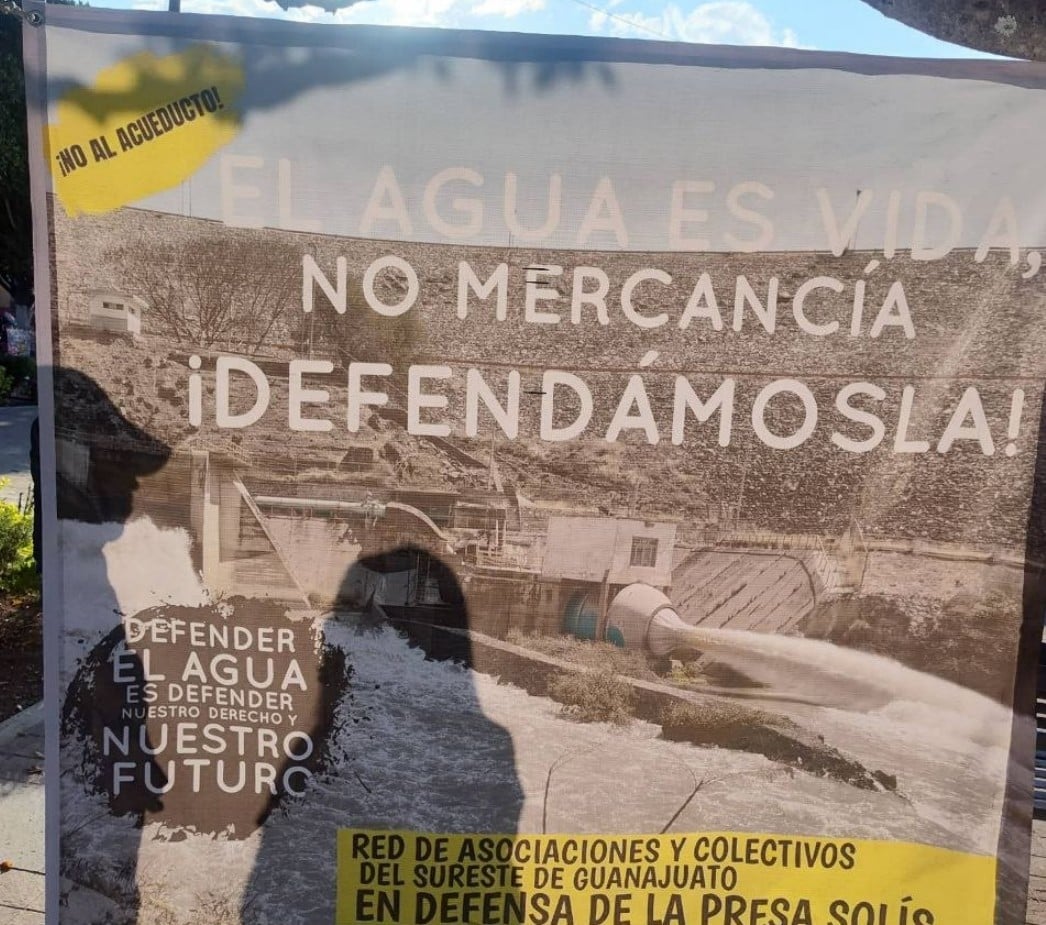 ¡NO AL ACUEDUCTO!
EL AGUA ES VIDA,
NO MERCANCÍA
¡DEFENDÁMOSLA!
DEFENDER
EL AGUA
ES DEFENDER
NUESTRO DERECHO Y
NUESTRO
FUTURO
RED DE ASOCIACIONES Y COLECTIVOS
DEL SURESTE DE GUANAJUATO
EN DEFENSA DE LA PRESA SOLÍS